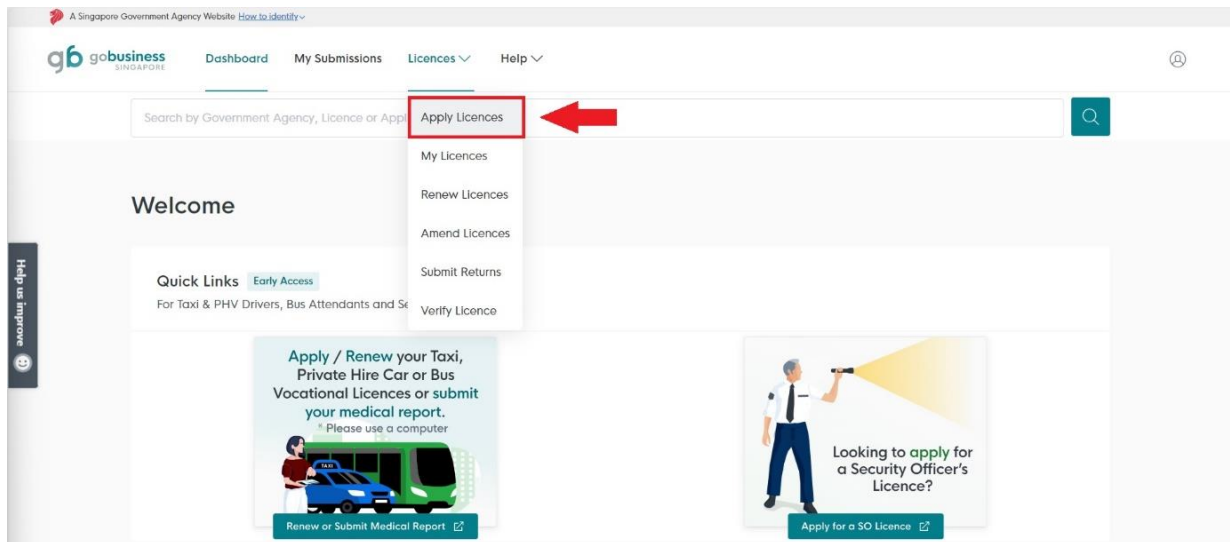 A Singapore Government Agency Website How to identify
gobusiness
SINGAPORE
Dashboard
My Submissions
Licences
Help
Search by Government Agency, Licence or Appl
Apply Licences
My Licences
Renew Licences
Amend Licences
Submit Returns
Verify Licence
Welcome
Quick Links
Early Access
For Taxi & PHV Drivers, Bus Attendants and Se
Help us improve
Apply / Renew your Taxi,
Private Hire Car or Bus
Vocational Licences or submit
your medical report.
* Please use a computer
TAXI
Renew or Submit Medical Report
Looking to apply for
a Security Officer's
Licence?
Apply for a SO Licence